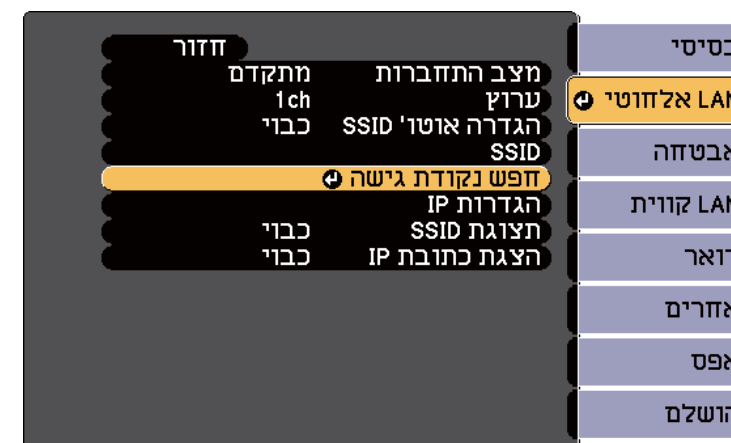 בסיסי
LAN אלחוטי
אבטחה
LAN קווית
דואר
אחרים
אפס
הושלם
חזור
מצב התחברות מתקדם
ערוץ 1ch
הגדרה אוטו' SSID כבוי
SSID
חפש נקודת גישה
הגדרות IP
תצוגת SSID כבוי
הצגת כתובת IP כבוי